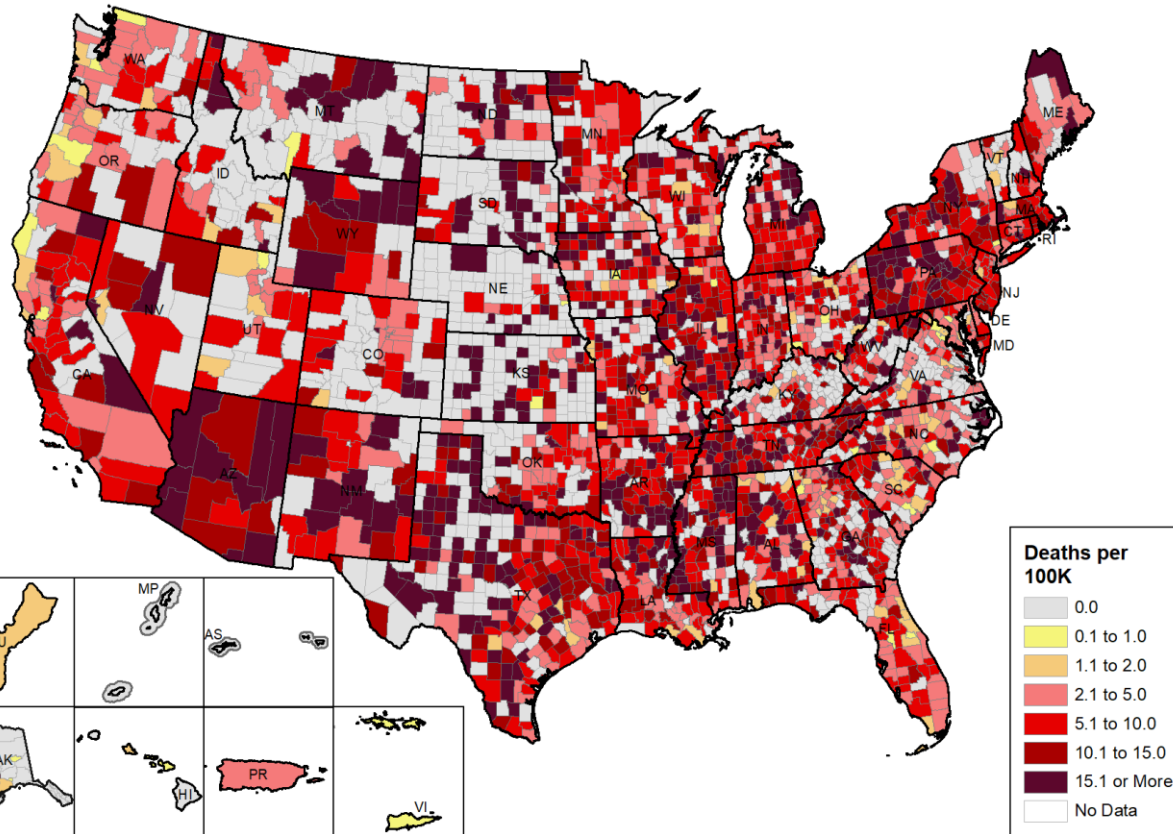 WA
MT
ND
MN
ME
OR
ID
SD
WI
VT
NH
NY
MA
CT
RI
WY
MI
IA
PA
NJ
NE
NV
UT
CO
IL
IN
OH
DE
MD
CA
KS
MO
WV
VA
KY
AZ
NM
OK
AR
TN
NC
SC
MS
AL
GA
TX
LA
FL
MP
AS
AK
HI
PR
VI
Deaths per
100K
0.0
0.1 to 1.0
1.1 to 2.0
2.1 to 5.0
5.1 to 10.0
10.1 to 15.0
15.1 or More
No Data